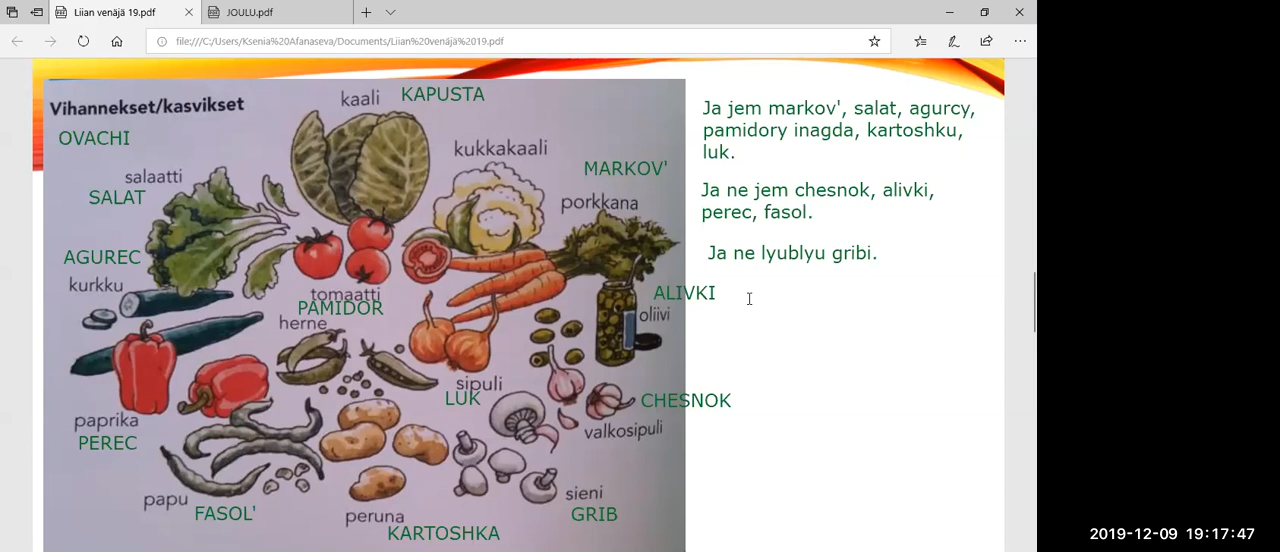 Liian venäjä 19.pdf
JOULU.pdf
file:///C:/Users/Ksenia%20Afanaseva/Documents/Liian%20venäjä%2019.pdf
Vihannekset/kasvikset
OVACHI
kaali KAPUSTA
kukkakaali
salaatti
SALAT
MARKOV'
porkkana
AGUREC
kurkku
tomaatti
PAMIDOR
herne
ALIVKI
oliivi
sipuli
LUK
paprika
PEREC
CHESNOK
valkosipuli
papu
FASOL'
peruna
KARTOSHKA
sieni
GRIB
Ja jem markov', salat, agurcy,
pamidory inagda, kartoshku,
luk.
Ja ne jem chesnok, alivki,
perec, fasol.
Ja ne lyublyu gribi.
2019-12-09 19:17:47